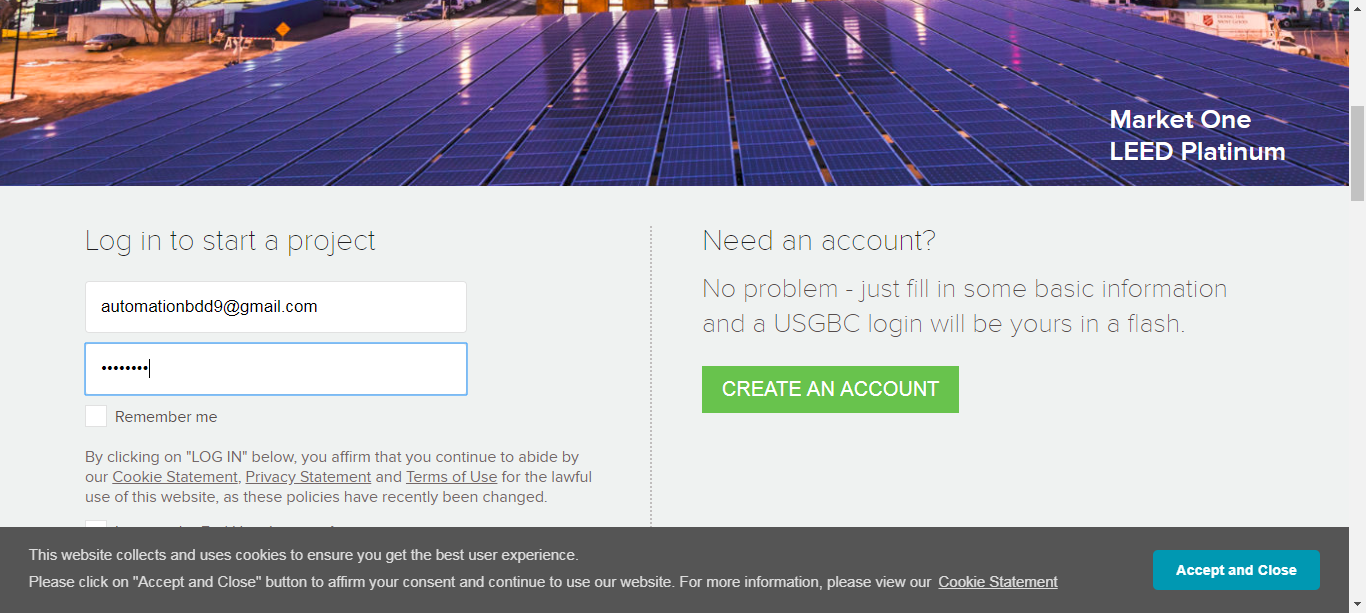 Market One
LEED Platinum
Log in to start a project
automationbdd9@gmail.com
••••••••
Remember me
By clicking on "LOG IN" below, you affirm that you continue to abide by
our Cookie Statement, Privacy Statement and Terms of Use for the lawful
use of this website, as these policies have recently been changed.
Need an account?
No problem - just fill in some basic information
and a USGBC login will be yours in a flash.
CREATE AN ACCOUNT
This website collects and uses cookies to ensure you get the best user experience.
Please click on "Accept and Close" button to affirm your consent and continue to use our website. For more information, please view our Cookie Statement
Accept and Close